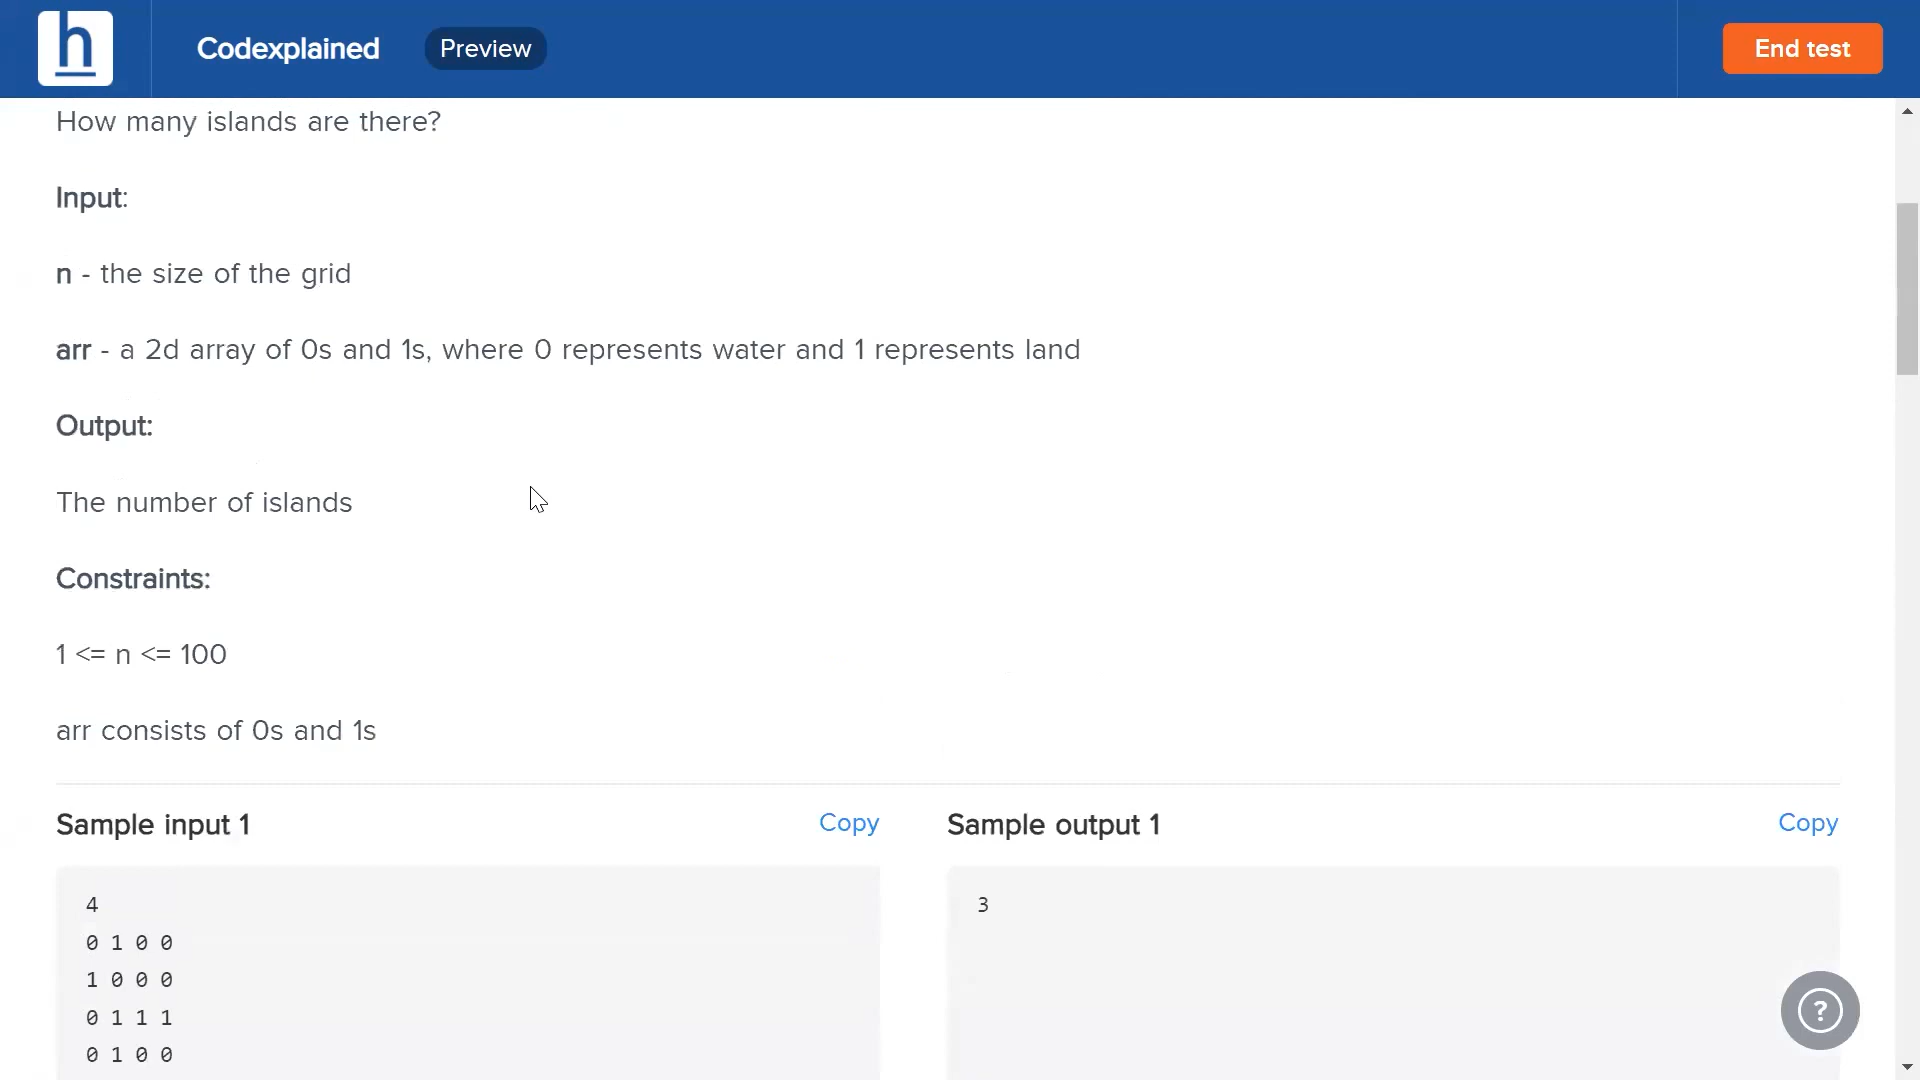 h
Codexplained
Preview
End test
How many islands are there?
Input:
n - the size of the grid
arr - a 2d array of 0s and 1s, where 0 represents water and 1 represents land
Output:
The number of islands
Constraints:
1 <= n <= 100
arr consists of 0s and 1s
Sample input 1
Copy
Sample output 1
Copy
4
0 1 0 0
1 0 0 0
0 1 1 1
0 1 0 0
3
?